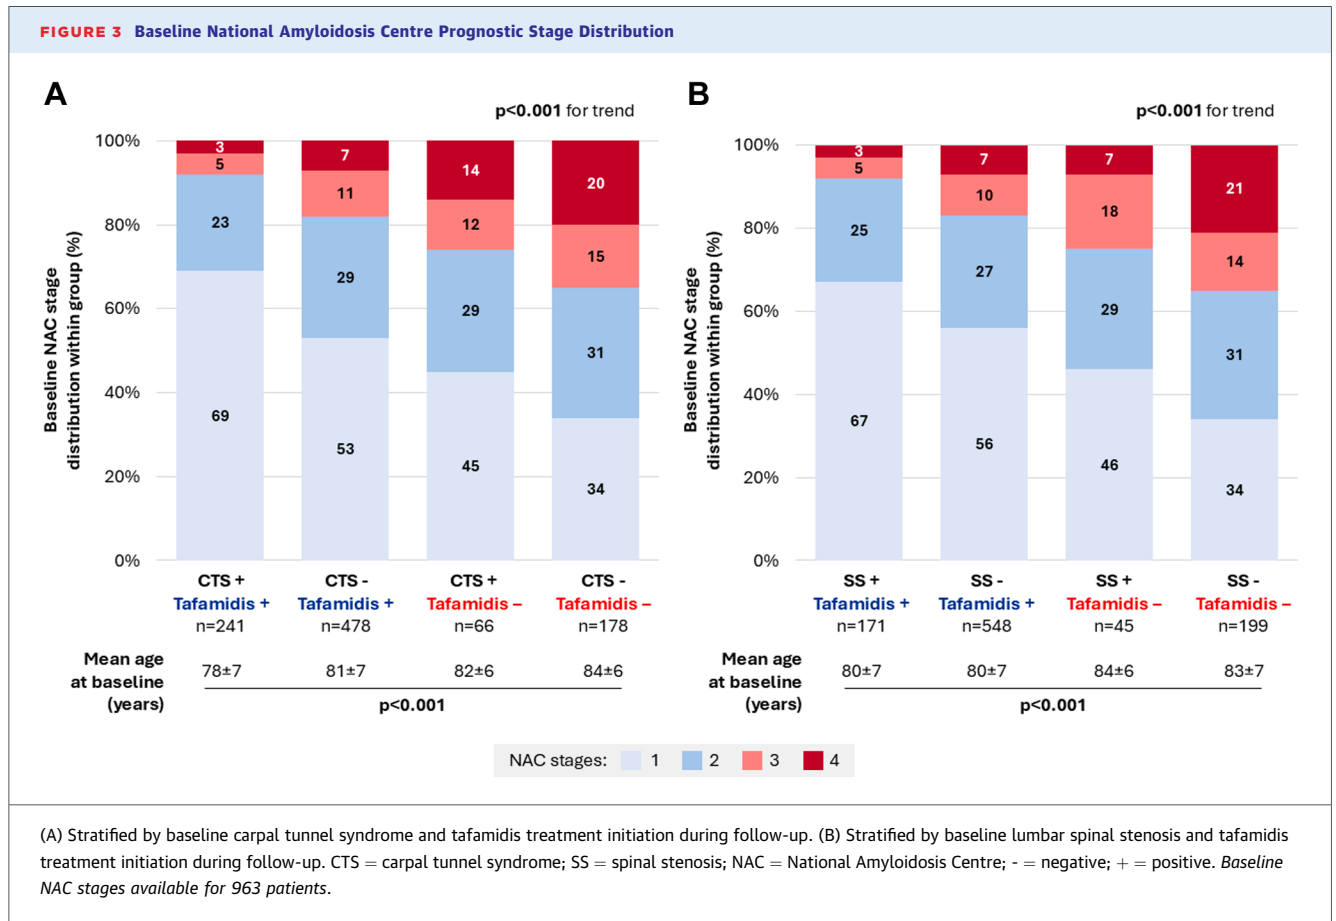 FIGURE 3 Baseline National Amyloidosis Centre Prognostic Stage Distribution
A
p<0.001 for trend
Baseline NAC stage
distribution within group (%)
100%
80%
60%
40%
20%
0%
3
5
23
69
7
11
29
53
14
12
29
45
20
15
31
34
CTS + CTS - CTS + CTS -
Tafamidis + Tafamidis + Tafamidis – Tafamidis –
n=241 n=478 n=66 n=178
Mean age
at baseline
(years)
78±7 81±7 82±6 84±6
p<0.001
B
p<0.001 for trend
Baseline NAC stage
distribution within group (%)
100%
80%
60%
40%
20%
0%
3
5
25
67
7
10
27
56
7
18
29
46
21
14
31
34
SS + SS - SS + SS -
Tafamidis + Tafamidis + Tafamidis – Tafamidis –
n=171 n=548 n=45 n=199
Mean age
at baseline
(years)
80±7 80±7 84±6 83±7
p<0.001
NAC stages: 1 2 3 4
(A) Stratified by baseline carpal tunnel syndrome and tafamidis treatment initiation during follow-up. (B) Stratified by baseline lumbar spinal stenosis and tafamidis
treatment initiation during follow-up. CTS = carpal tunnel syndrome; SS = spinal stenosis; NAC = National Amyloidosis Centre; - = negative; + = positive. Baseline
NAC stages available for 963 patients.